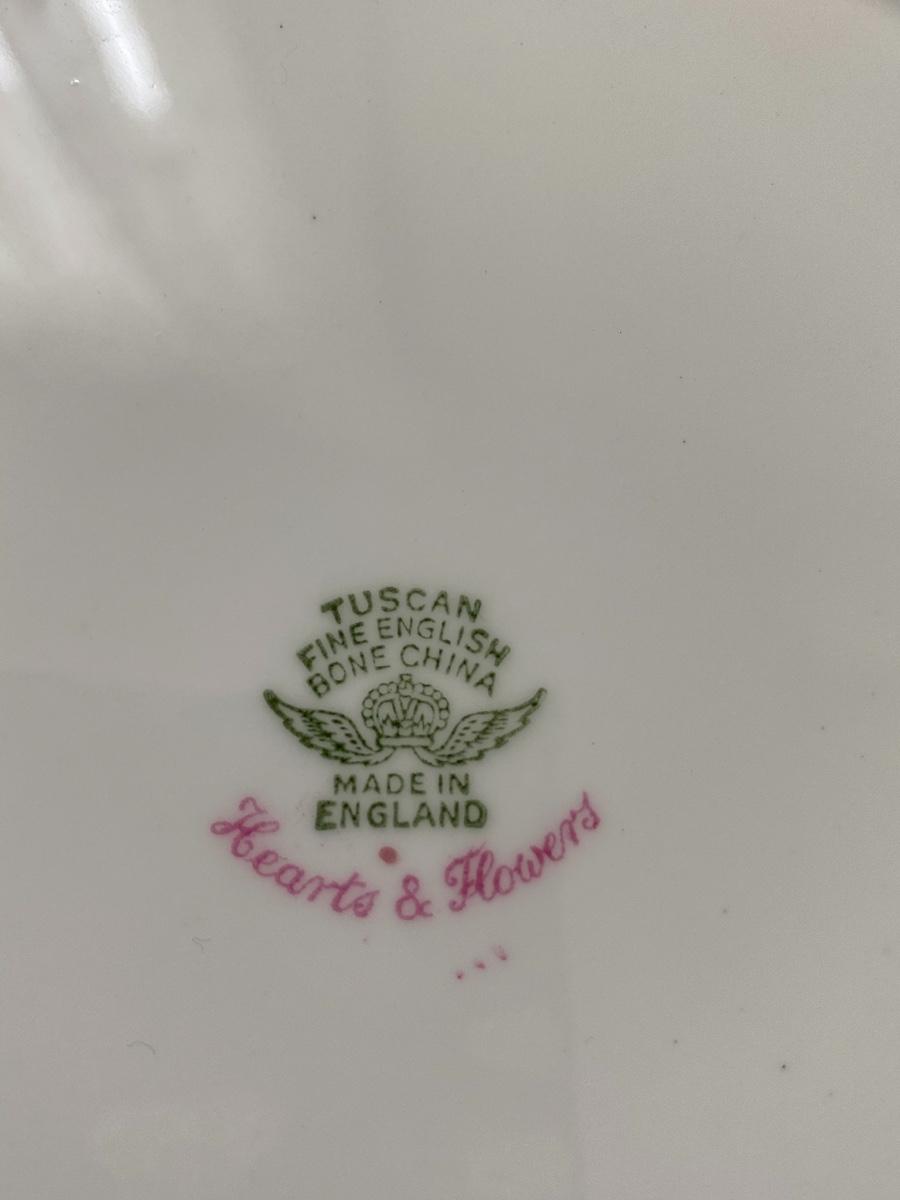 TUSCAN
FINE ENGLISH
BONE CHINA
MADE IN
ENGLAND
Hearts & Flowers